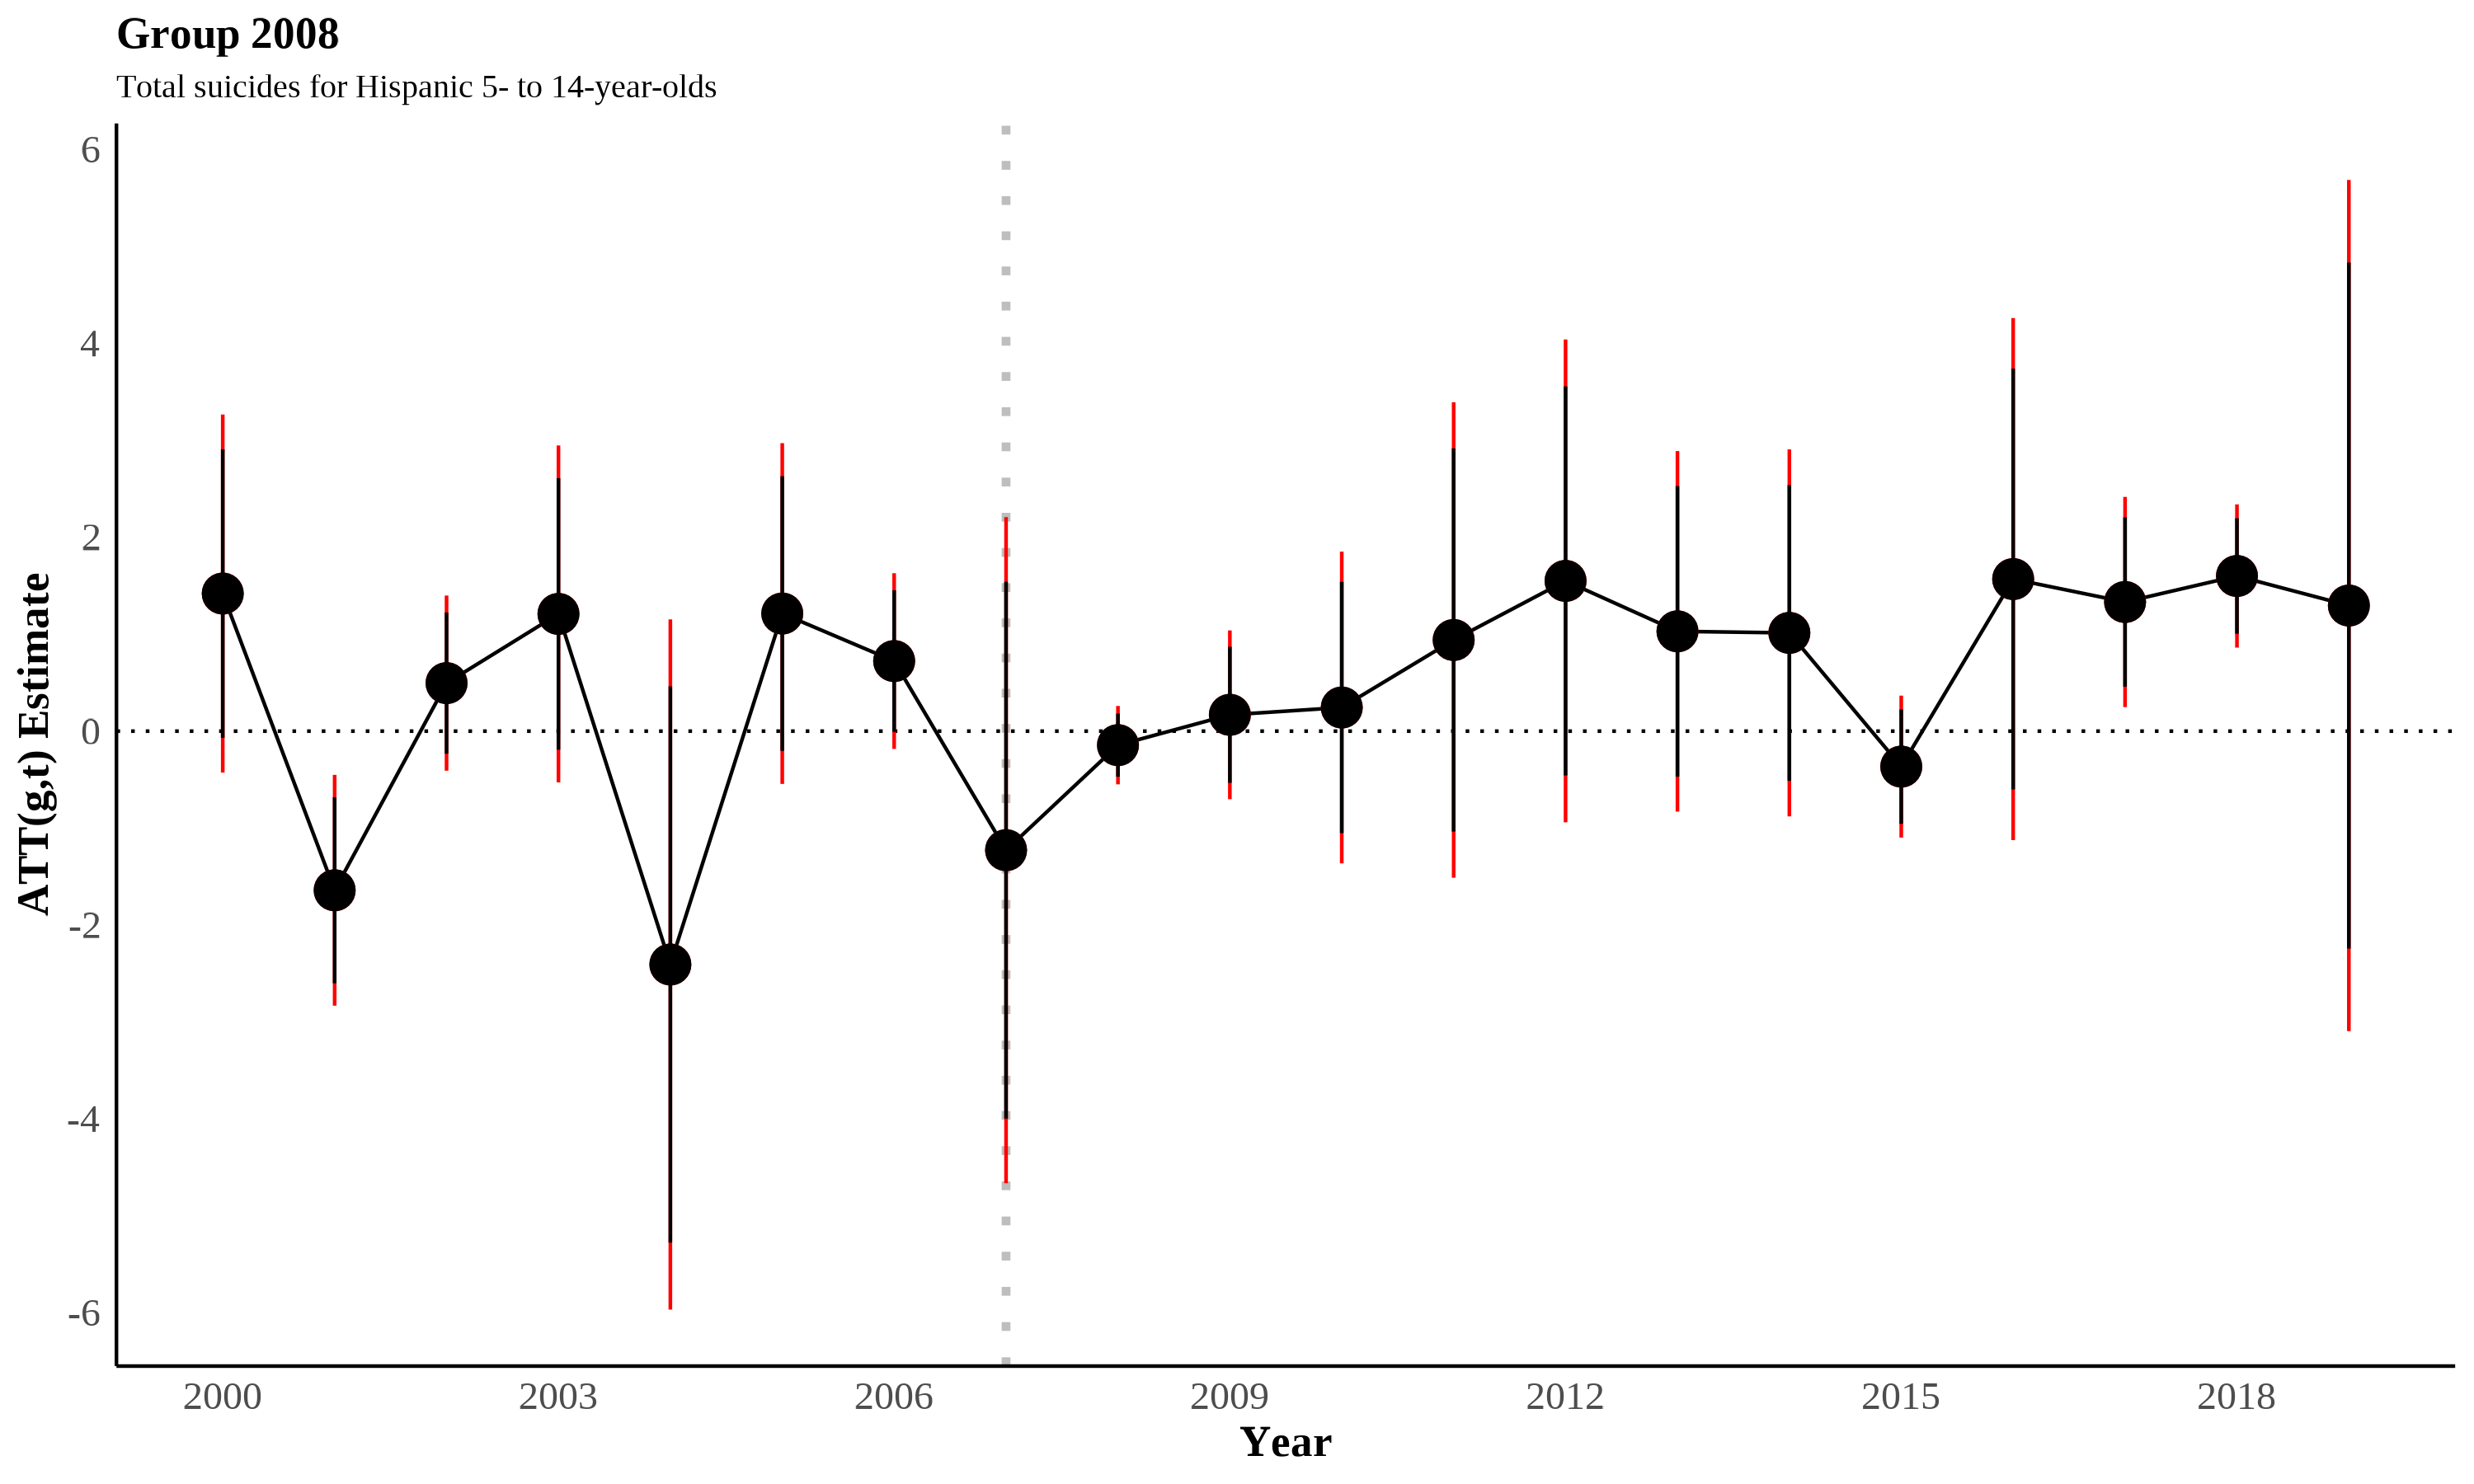 Group 2008
Total suicides for Hispanic 5- to 14-year-olds
ATT(g,t) Estimate
6
4
2
0
-2
-4
-6
2000 2003 2006 2009 2012 2015 2018
Year